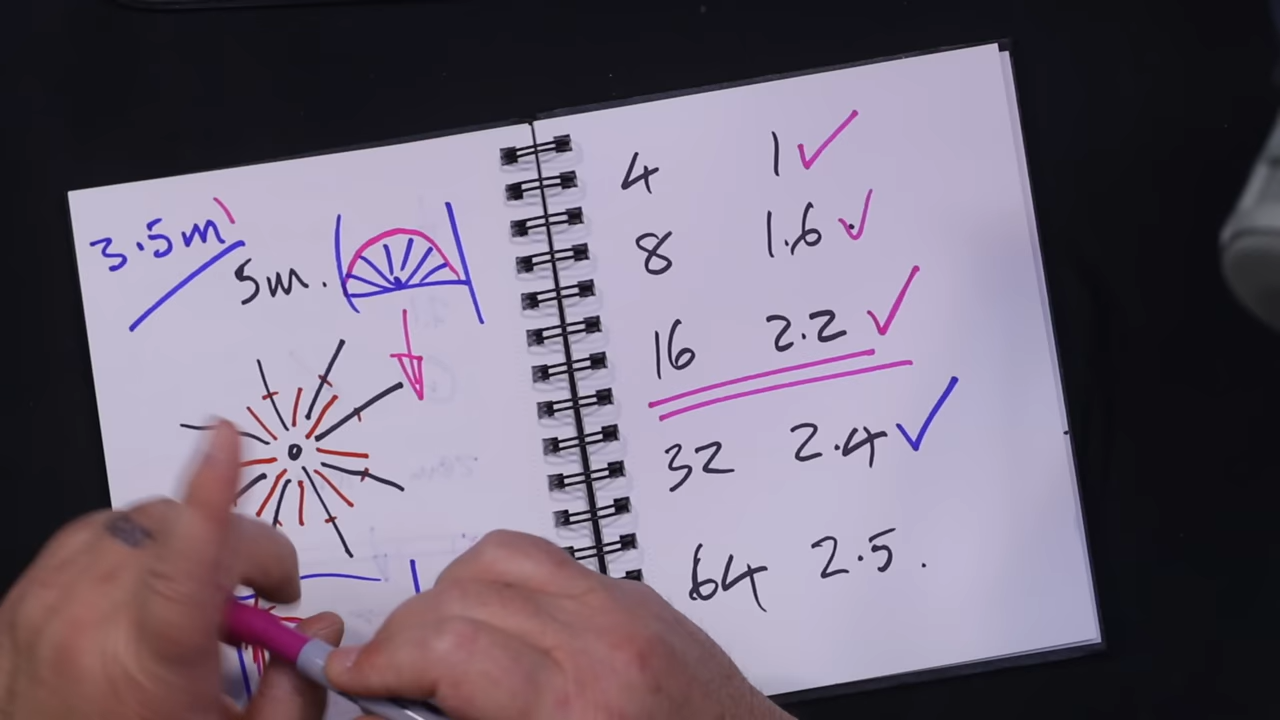 3.5m
5m.
4 1 ✓
8 1.6 ✓
16 2.2 ✓
32 2.4 ✓
64 2.5.